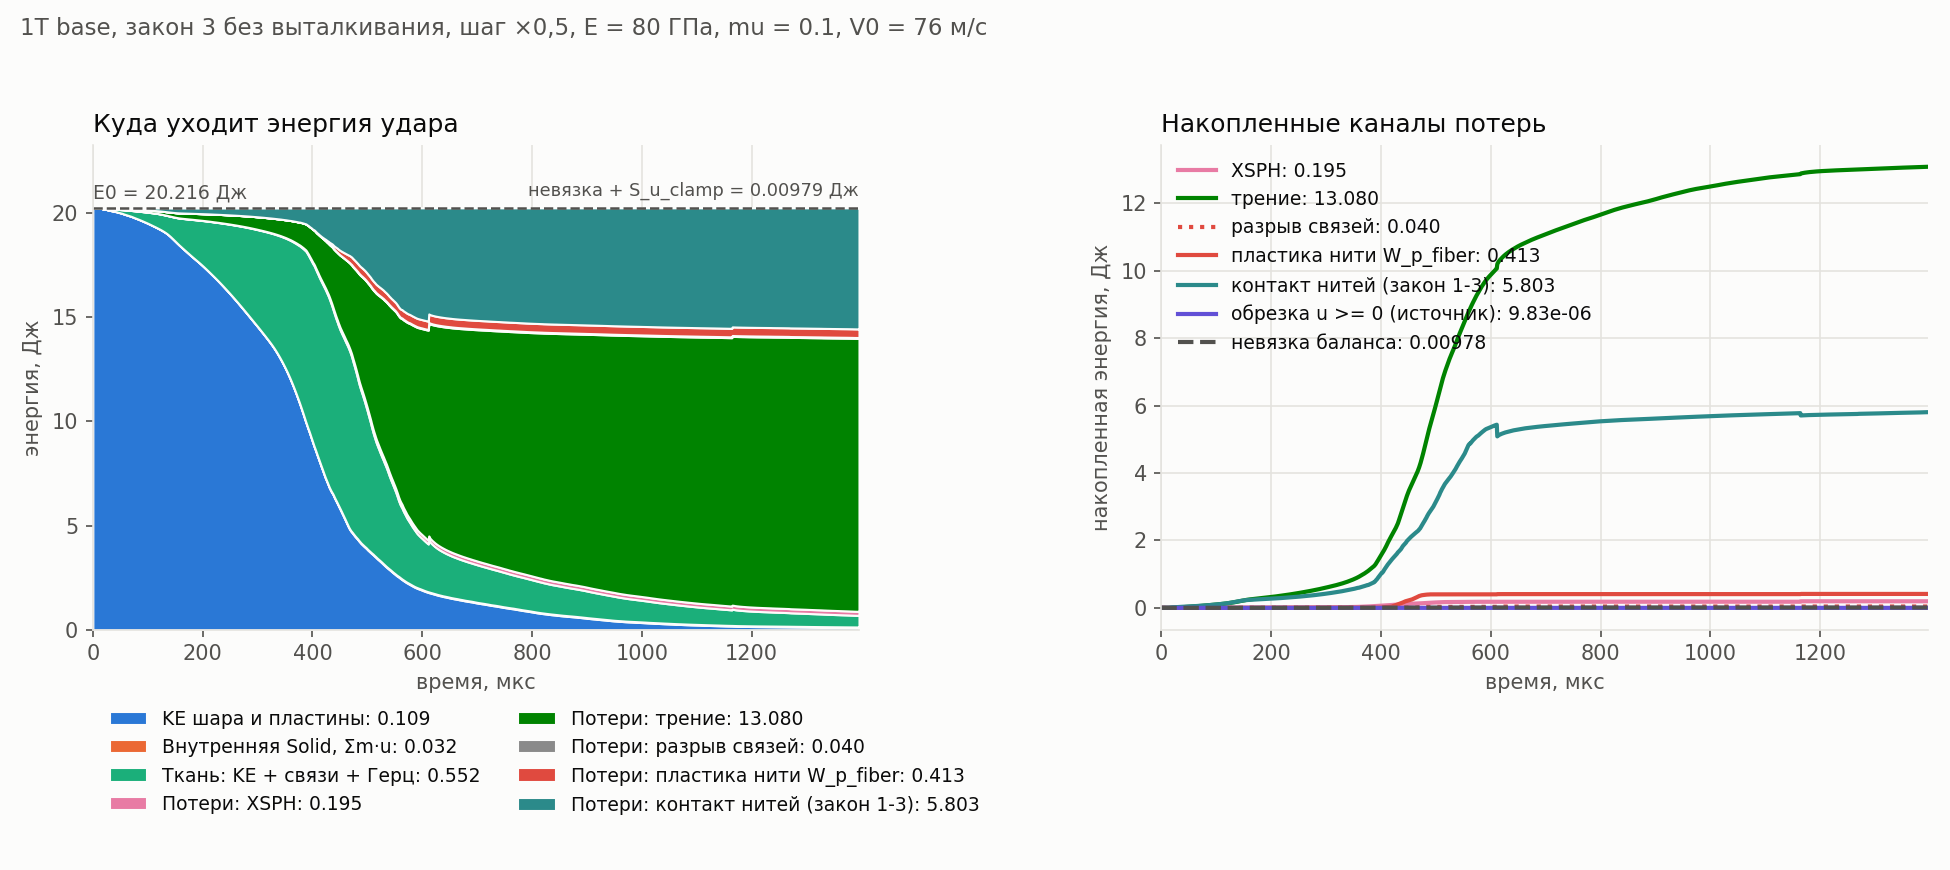 1T base, закон 3 без выталкивания, шаг ×0,5, E = 80 ГПа, mu = 0.1, V0 = 76 м/с
Куда уходит энергия удара
E0 = 20.216 Дж
невязка + S_u_clamp = 0.00979 Дж
энергия, Дж
20
15
10
5
0
0 200 400 600 800 1000 1200
время, мкс
KE шара и пластины: 0.109
Внутренняя Solid, Σm·u: 0.032
Ткань: KE + связи + Герц: 0.552
Потери: XSPH: 0.195
Потери: трение: 13.080
Потери: разрыв связей: 0.040
Потери: пластика нити W_p_fiber: 0.413
Потери: контакт нитей (закон 1-3): 5.803
Накопленные каналы потерь
XSPH: 0.195
трение: 13.080
разрыв связей: 0.040
пластика нити W_p_fiber: 0.413
контакт нитей (закон 1-3): 5.803
обрезка u >= 0 (источник): 9.83e-06
невязка баланса: 0.00978
накопленная энергия, Дж
12
10
8
6
4
2
0
0 200 400 600 800 1000 1200
время, мкс